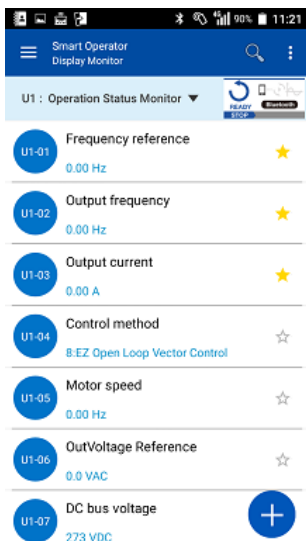 90% 11:21
Smart Operator
Display Monitor
U1 : Operation Status Monitor
READY
STOP
Bluetooth
U1-01
Frequency reference
0.00 Hz
U1-02
Output frequency
0.00 Hz
U1-03
Output current
0.00 A
U1-04
Control method
8:EZ Open Loop Vector Control
U1-05
Motor speed
0.00 Hz
U1-06
OutVoltage Reference
0.0 VAC
U1-07
DC bus voltage
273 VDC